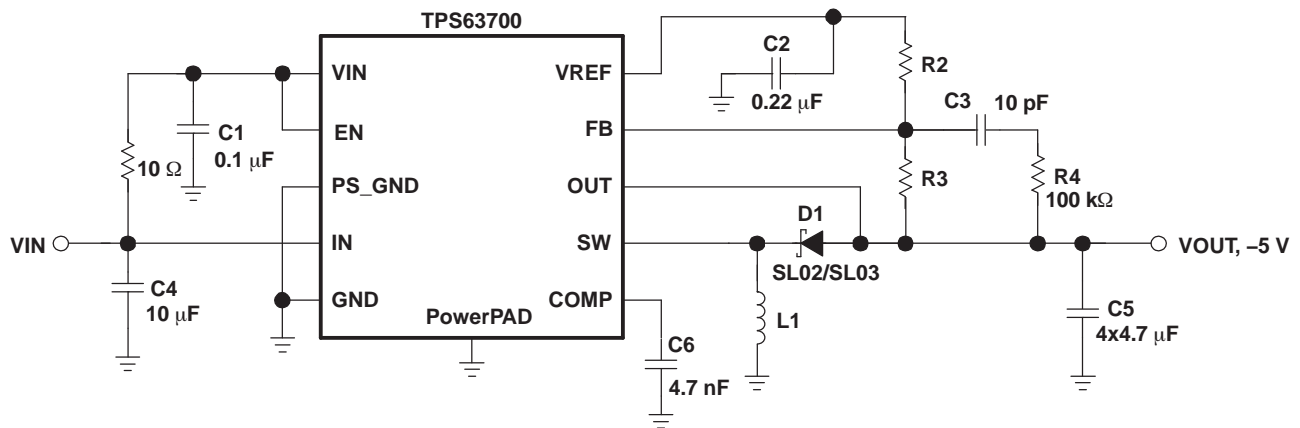 TPS63700
C2
0.22 μF
R2
C3
10 pF
VIN
EN
PS_GND
IN
GND
VREF
FB
OUT
SW
COMP
PowerPAD
C1
0.1 μF
10 Ω
VIN
C4
10 μF
R3
R4
100 kΩ
D1
SL02/SL03
VOUT, –5 V
L1
C5
4x4.7 μF
C6
4.7 nF